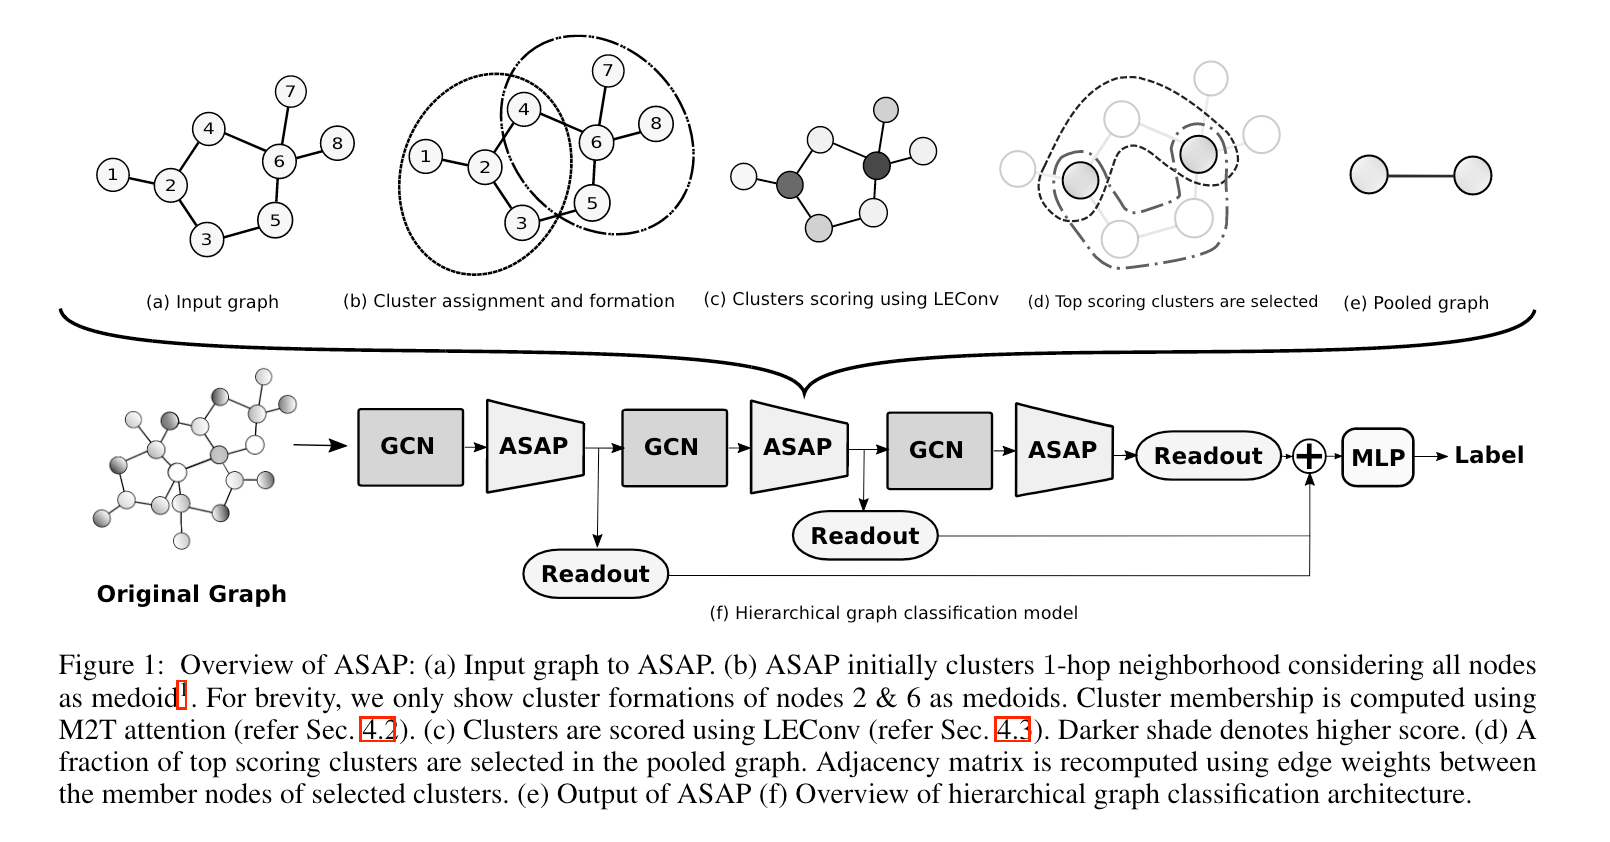 7
4
8
6
1
2
5
3
7
4
8
6
1
2
5
3
(a) Input graph
(b) Cluster assignment and formation
(c) Clusters scoring using LEConv
(d) Top scoring clusters are selected
(e) Pooled graph
GCN
ASAP
GCN
ASAP
GCN
ASAP
Readout
MLP
Label
Readout
Readout
Original Graph
(f) Hierarchical graph classification model
Figure 1: Overview of ASAP: (a) Input graph to ASAP. (b) ASAP initially clusters 1-hop neighborhood considering all nodes
as medoid1. For brevity, we only show cluster formations of nodes 2 & 6 as medoids. Cluster membership is computed using
M2T attention (refer Sec. 4.2). (c) Clusters are scored using LEConv (refer Sec. 4.3). Darker shade denotes higher score. (d) A
fraction of top scoring clusters are selected in the pooled graph. Adjacency matrix is recomputed using edge weights between
the member nodes of selected clusters. (e) Output of ASAP (f) Overview of hierarchical graph classification architecture.